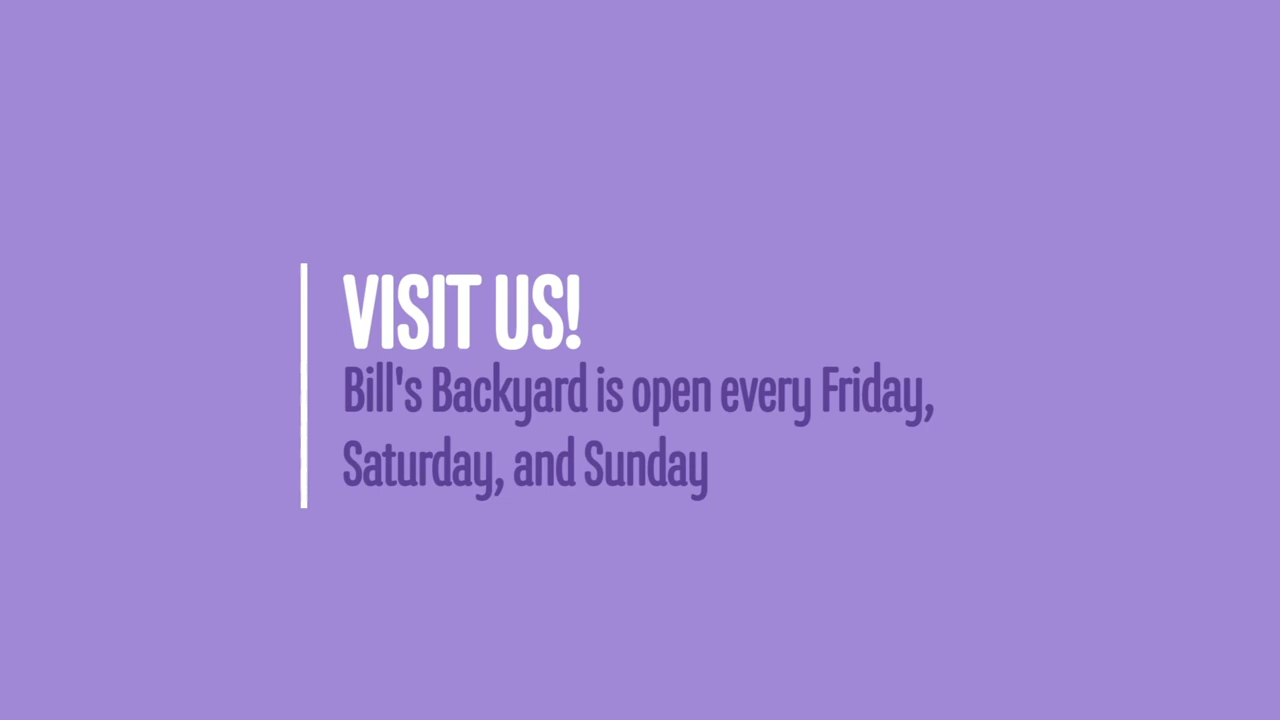 VISIT US!
Bill's Backyard is open every Friday,
Saturday, and Sunday